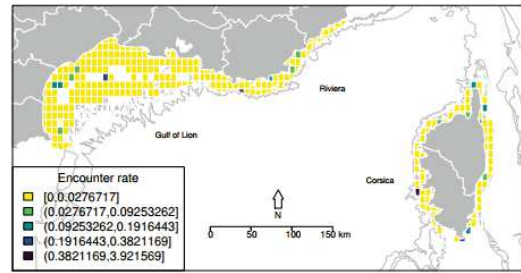 Riviera
Gulf of Lion
Corsica
Encounter rate
[0,0.0276717]
(0.0276717,0.09253262]
(0.09253262,0.1916443]
(0.1916443,0.3821169]
(0.3821169,3.921569]
N
0 50 100 150 km